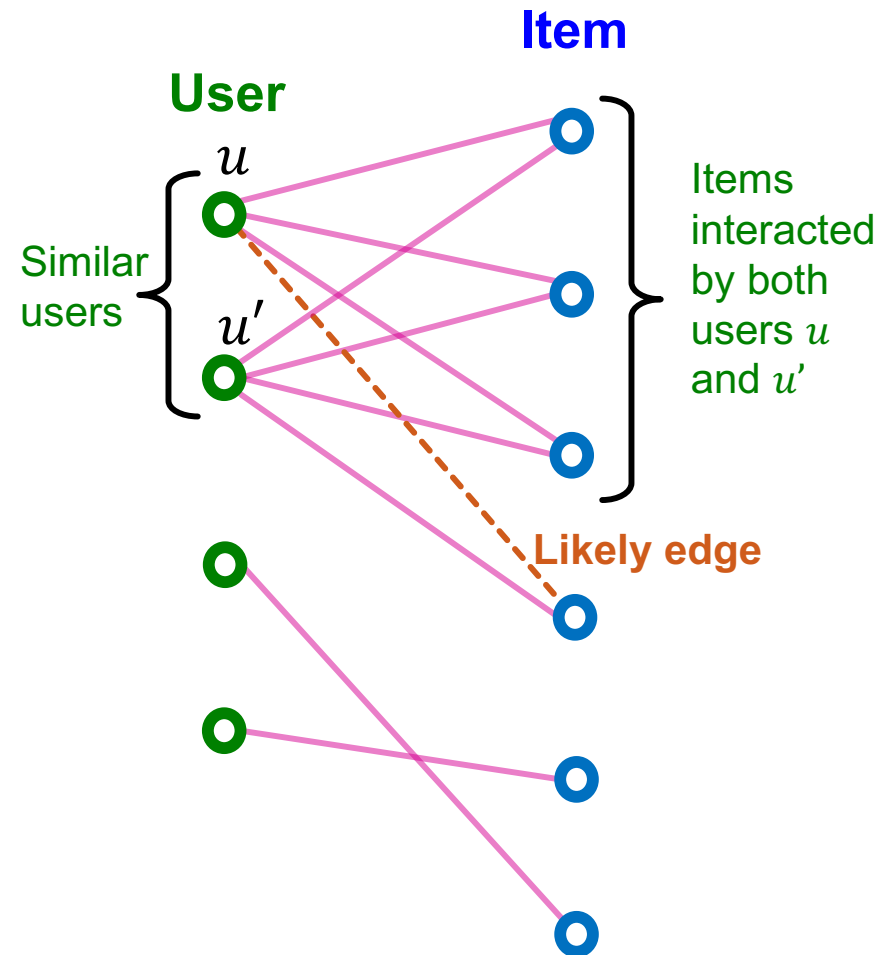 Item
User
u
Similar
users
u′
Items
interacted
by both
users u
and u’
Likely edge